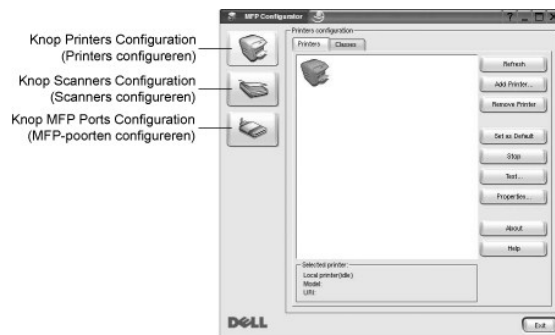 Knop Printers Configuration
(Printers configureren)
Knop Scanners Configuration
(Scanners configureren)
Knop MFP Ports Configuration
(MFP-poorten configureren)
MFP Configurator
Printers configuration
Printers
Classes
Refresh
Add Printer...
Remove Printer
Set as Default
Stop
Test...
Properties...
About
Help
Selected printer:
Local printer(idle)
Model:
URI:
DELL
Exit